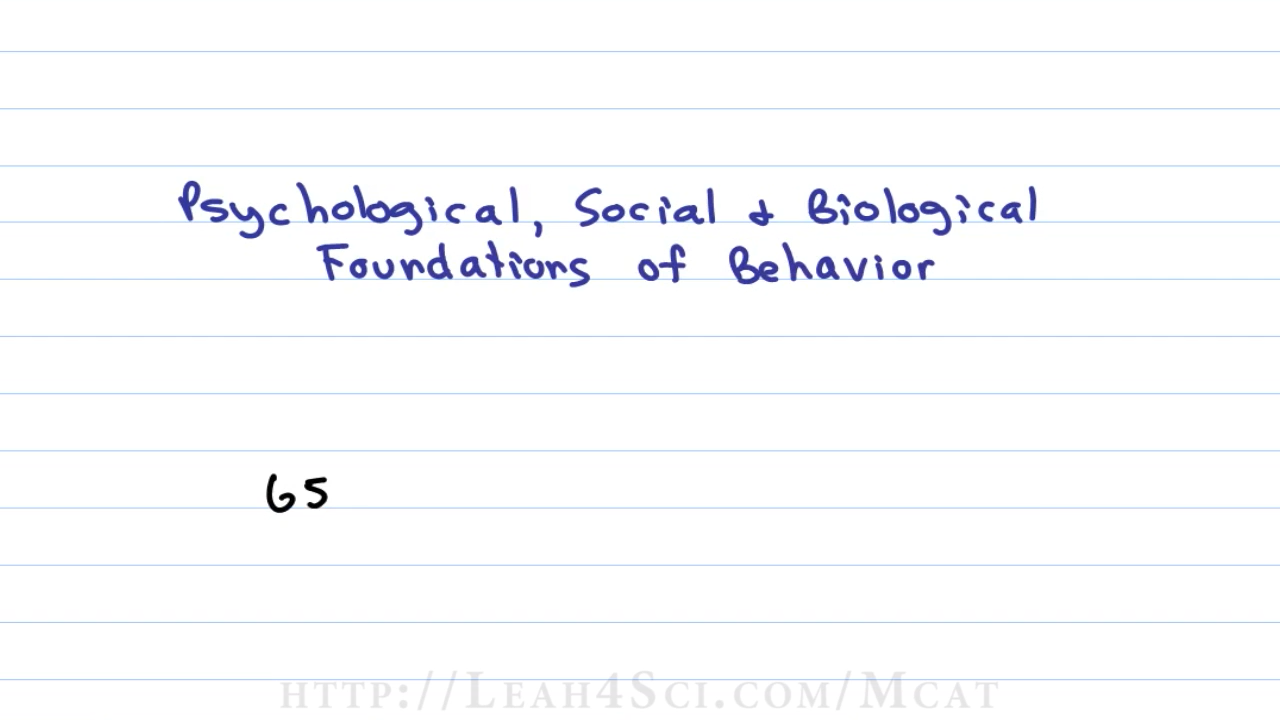 Psychological, Social & Biological
Foundations of Behavior
65
http://Leah4Sci.com/Mcat